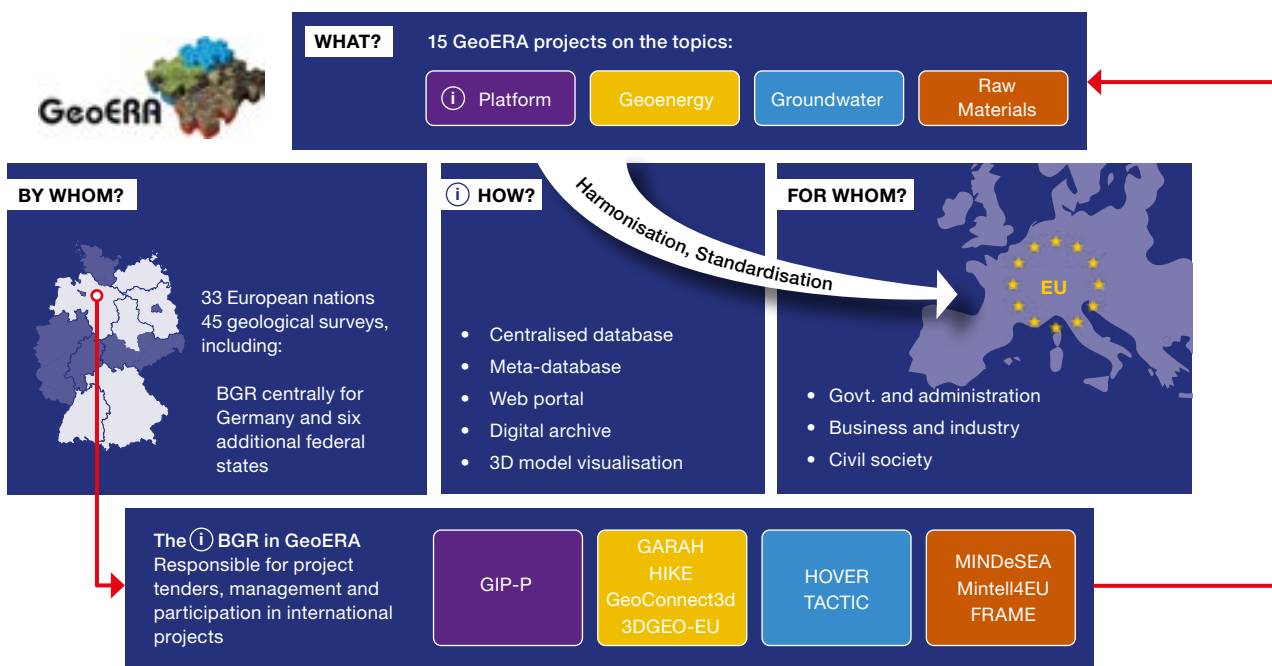 GeoERA
WHAT?
15 GeoERA projects on the topics:
i Platform
Geoenergy
Groundwater
Raw
Materials
BY WHOM?
33 European nations
45 geological surveys,
including:
BGR centrally for
Germany and six
additional federal
states
i HOW?
Harmonisation, Standardisation
• Centralised database
• Meta-database
• Web portal
• Digital archive
• 3D model visualisation
FOR WHOM?
EU
• Govt. and administration
• Business and industry
• Civil society
The i BGR in GeoERA
Responsible for project
tenders, management and
participation in international
projects
GIP-P
GARAH
HIKE
GeoConnect3d
3DGEO-EU
HOVER
TACTIC
MINDeSEA
Mintell4EU
FRAME